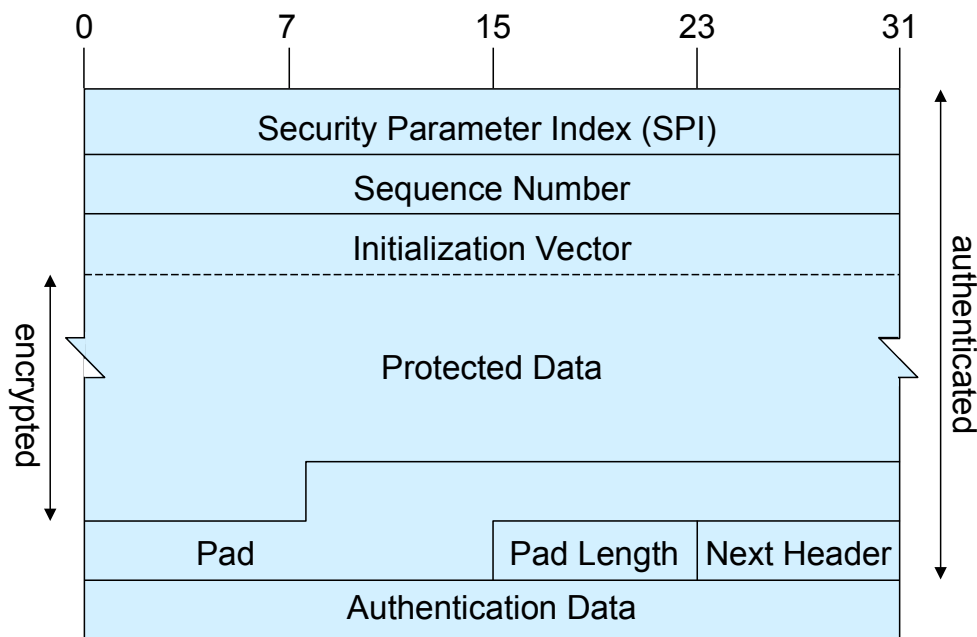 0 7 15 23 31
Security Parameter Index (SPI)
Sequence Number
Initialization Vector
Protected Data
encrypted
authenticated
Pad Pad Length Next Header
Authentication Data